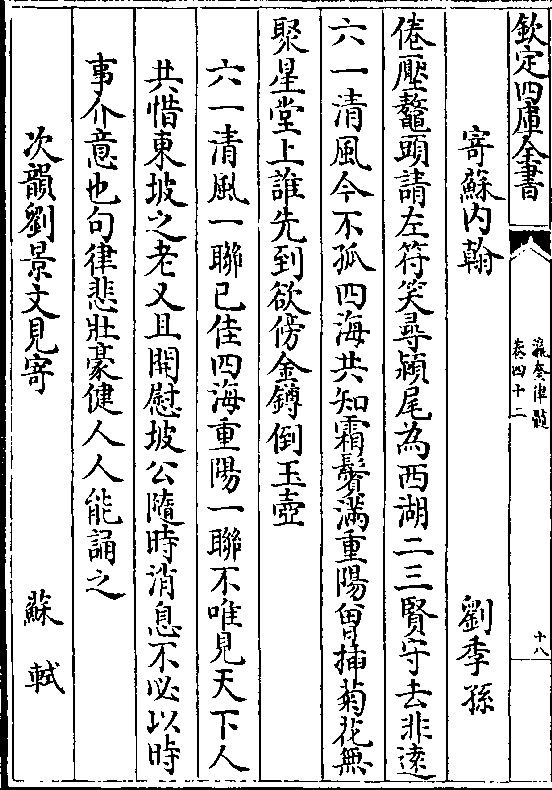 欽定四庫全書
瀛奎律髓
卷四十二
十八
寄蘇內翰　劉季孫
倦壓鼇頭請左符笑尋潁尾為西湖二三賢守去非遠
六一清風今不孤四海共知霜鬢滿重陽曾插菊花無
聚星堂上誰先到欲傍金罇倒玉壺
六一清風一聯已佳四海重陽一聯不唯見天下人
共惜東坡之老又且開慰坡公隨時消息不必以時
事介意也句律悲壯豪健人人能誦之
次韻劉景文見寄　蘇軾